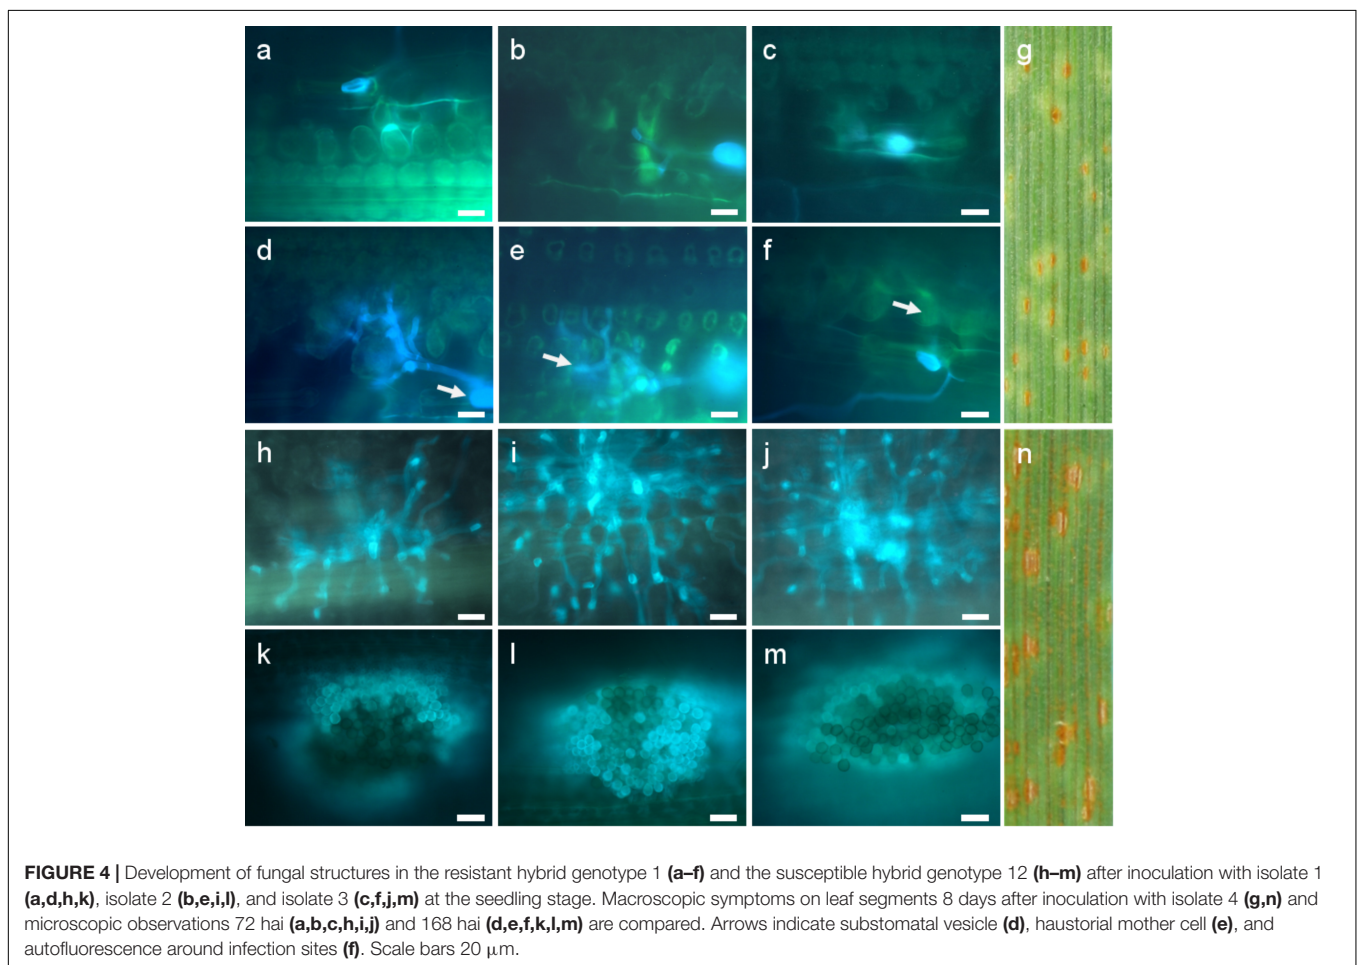 a
b
c
g
d
e
f
h
i
j
n
k
l
m
FIGURE 4 | Development of fungal structures in the resistant hybrid genotype 1 (a–f) and the susceptible hybrid genotype 12 (h–m) after inoculation with isolate 1
(a,d,h,k), isolate 2 (b,e,i,l), and isolate 3 (c,f,j,m) at the seedling stage. Macroscopic symptoms on leaf segments 8 days after inoculation with isolate 4 (g,n) and
microscopic observations 72 hai (a,b,c,h,i,j) and 168 hai (d,e,f,k,l,m) are compared. Arrows indicate substomatal vesicle (d), haustorial mother cell (e), and
autofluorescence around infection sites (f). Scale bars 20 μm.